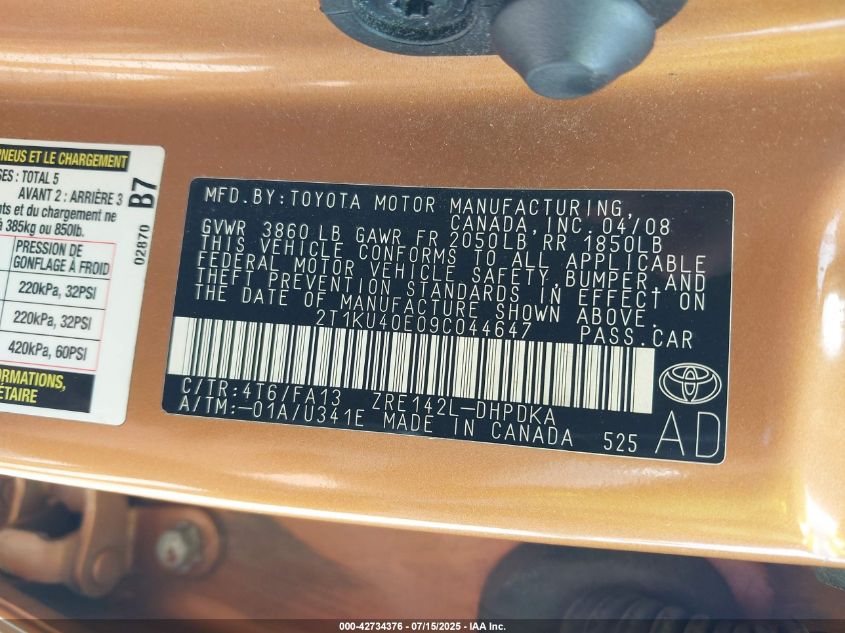 PNEUS ET LE CHARGEMENT
SES : TOTAL 5
AVANT 2 : ARRIÈRE 3
nts et du chargement ne
à 385kg ou 850lb.
B7
02870
PRESSION DE
GONFLAGE À FROID
220kPa, 32PSI
220kPa, 32PSI
420kPa, 60PSI
ORMATIONS,
ÉTAIRE
MFD.BY:TOYOTA MOTOR MANUFACTURING,
CANADA, INC. 04/08
GVWR 3860LB GAWR FR 2050LB RR 1850LB
THIS VEHICLE CONFORMS TO ALL APPLICABLE
FEDERAL MOTOR VEHICLE SAFETY, BUMPER, AND
THEFT PREVENTION STANDARDS IN EFFECT ON
THE DATE OF MANUFACTURE SHOWN ABOVE.
2T1KU40E09C044647 PASS.CAR
C/TR:4T6/FA13 ZRE142L-DHPDKA
A/TM:-01A/U341E MADE IN CANADA 525
AD
000-42734376 - 07/15/2025 - IAA Inc.